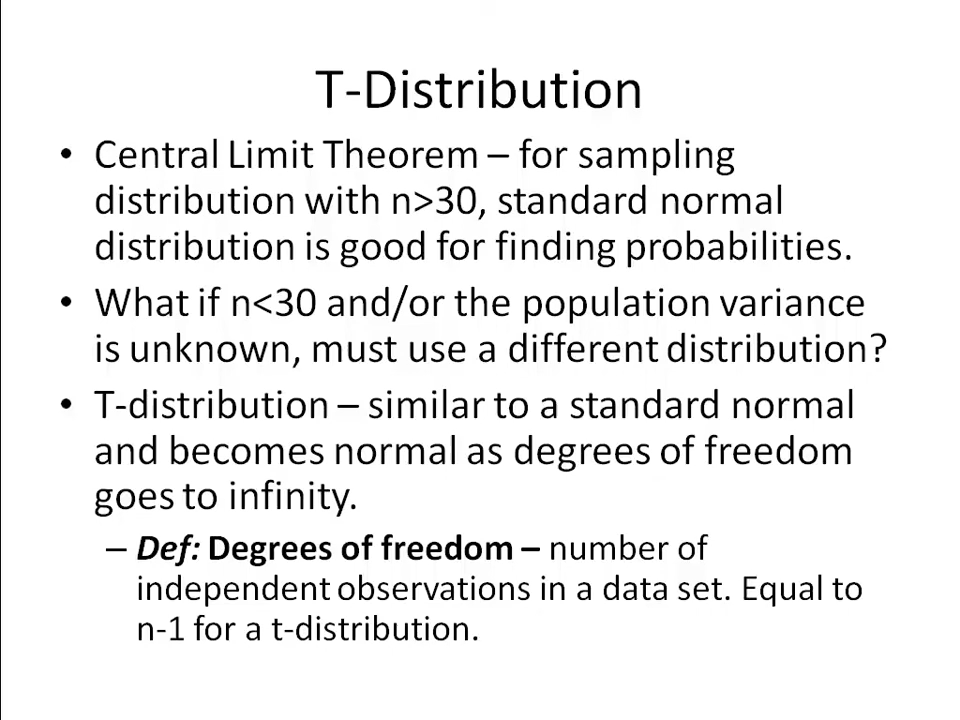 T-Distribution
• Central Limit Theorem – for sampling
distribution with n>30, standard normal
distribution is good for finding probabilities.
• What if n<30 and/or the population variance
is unknown, must use a different distribution?
• T-distribution – similar to a standard normal
and becomes normal as degrees of freedom
goes to infinity.
– Def: Degrees of freedom – number of
independent observations in a data set. Equal to
n-1 for a t-distribution.